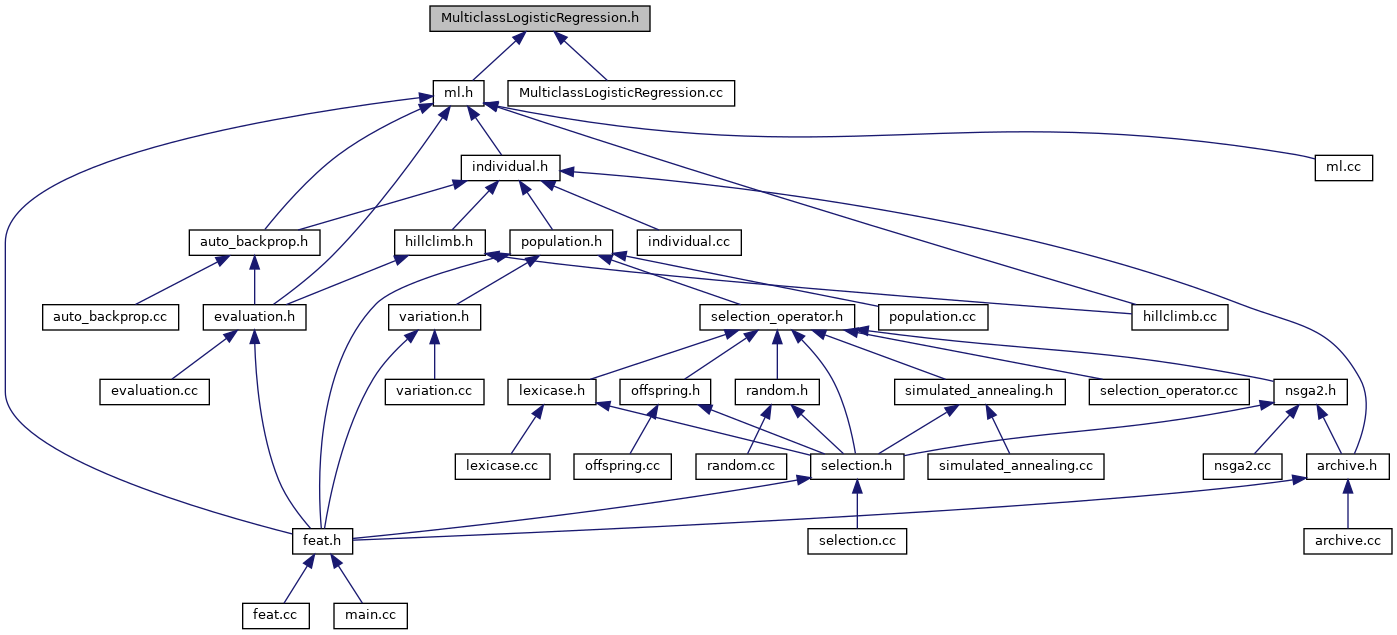 MulticlassLogisticRegression.h
ml.h
MulticlassLogisticRegression.cc
individual.h
ml.cc
auto_backprop.h
hillclimb.h
population.h
individual.cc
auto_backprop.cc
evaluation.h
variation.h
selection_operator.h
population.cc
hillclimb.cc
evaluation.cc
variation.cc
lexicase.h
offspring.h
random.h
simulated_annealing.h
selection_operator.cc
nsga2.h
lexicase.cc
offspring.cc
random.cc
selection.h
simulated_annealing.cc
nsga2.cc
archive.h
feat.h
selection.cc
archive.cc
feat.cc
main.cc